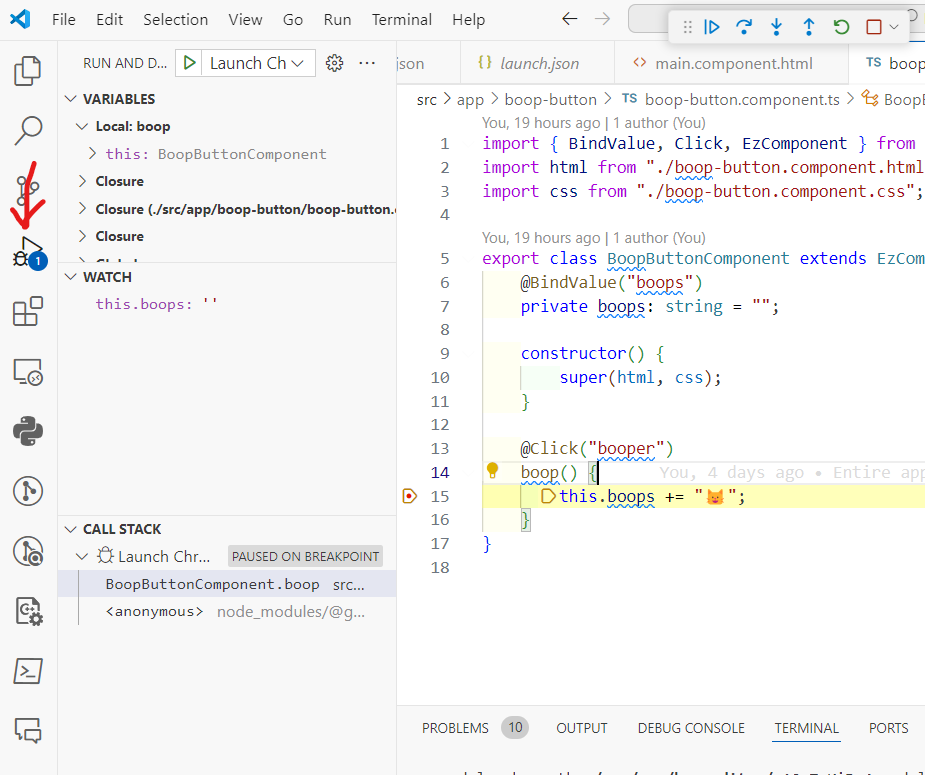 File Edit Selection View Go Run Terminal Help
RUN AND D... Launch Ch
json
{} launch.json
<> main.component.html
TS boop
src > app > boop-button > TS boop-button.component.ts > BoopB
VARIABLES
Local: boop
this: BoopButtonComponent
Closure
Closure (./src/app/boop-button/boop-button.
Closure
WATCH
this.boops: ''
CALL STACK
Launch Chr... PAUSED ON BREAKPOINT
BoopButtonComponent.boop src...
<anonymous> node_modules/@g...
1
You, 19 hours ago | 1 author (You)
1 import { BindValue, Click, EzComponent } from
2 import html from "./boop-button.component.html
3 import css from "./boop-button.component.css";
4
You, 19 hours ago | 1 author (You)
5 export class BoopButtonComponent extends EzCom
6 @BindValue("boops")
7 private boops: string = "";
8
9 constructor() {
10 super(html, css);
11 }
12
13 @Click("booper")
14 boop() { You, 4 days ago • Entire app
15 this.boops += "😺";
16 }
17 }
18
PROBLEMS 10 OUTPUT DEBUG CONSOLE TERMINAL PORTS